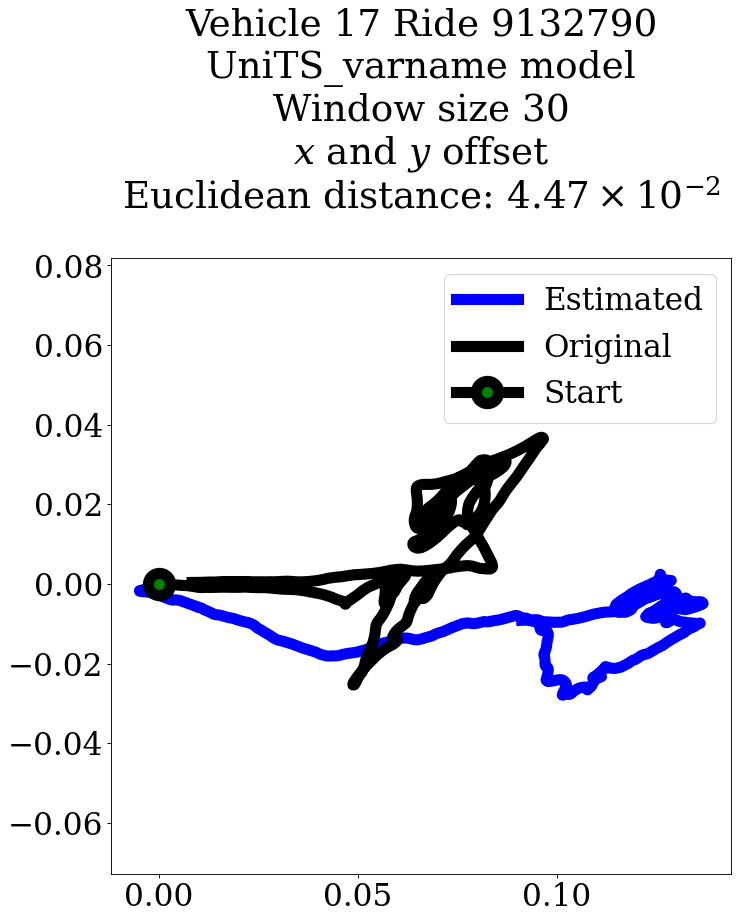 Vehicle 17 Ride 9132790
UniTS_varname model
Window size 30
x and y offset
Euclidean distance: 4.47 × 10⁻²
Estimated
Original
Start
0.08
0.06
0.04
0.02
0.00
−0.02
−0.04
−0.06
0.00 0.05 0.10